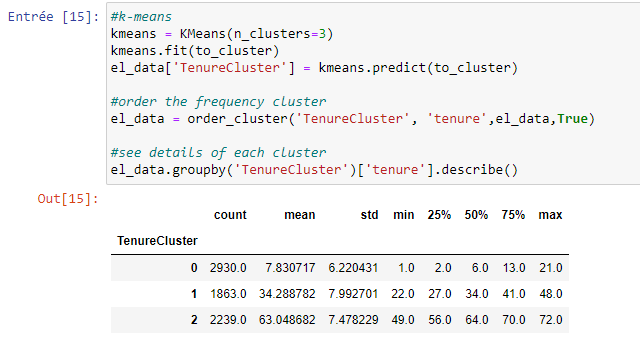 Entrée [15]: #k-means
kmeans = KMeans(n_clusters=3)
kmeans.fit(to_cluster)
el_data['TenureCluster'] = kmeans.predict(to_cluster)
#order the frequency cluster
el_data = order_cluster('TenureCluster', 'tenure',el_data,True)
#see details of each cluster
el_data.groupby('TenureCluster')['tenure'].describe()
Out[15]:
count mean std min 25% 50% 75% max
TenureCluster
0 2930.0 7.830717 6.220431 1.0 2.0 6.0 13.0 21.0
1 1863.0 34.288782 7.992701 22.0 27.0 34.0 41.0 48.0
2 2239.0 63.048682 7.478229 49.0 56.0 64.0 70.0 72.0